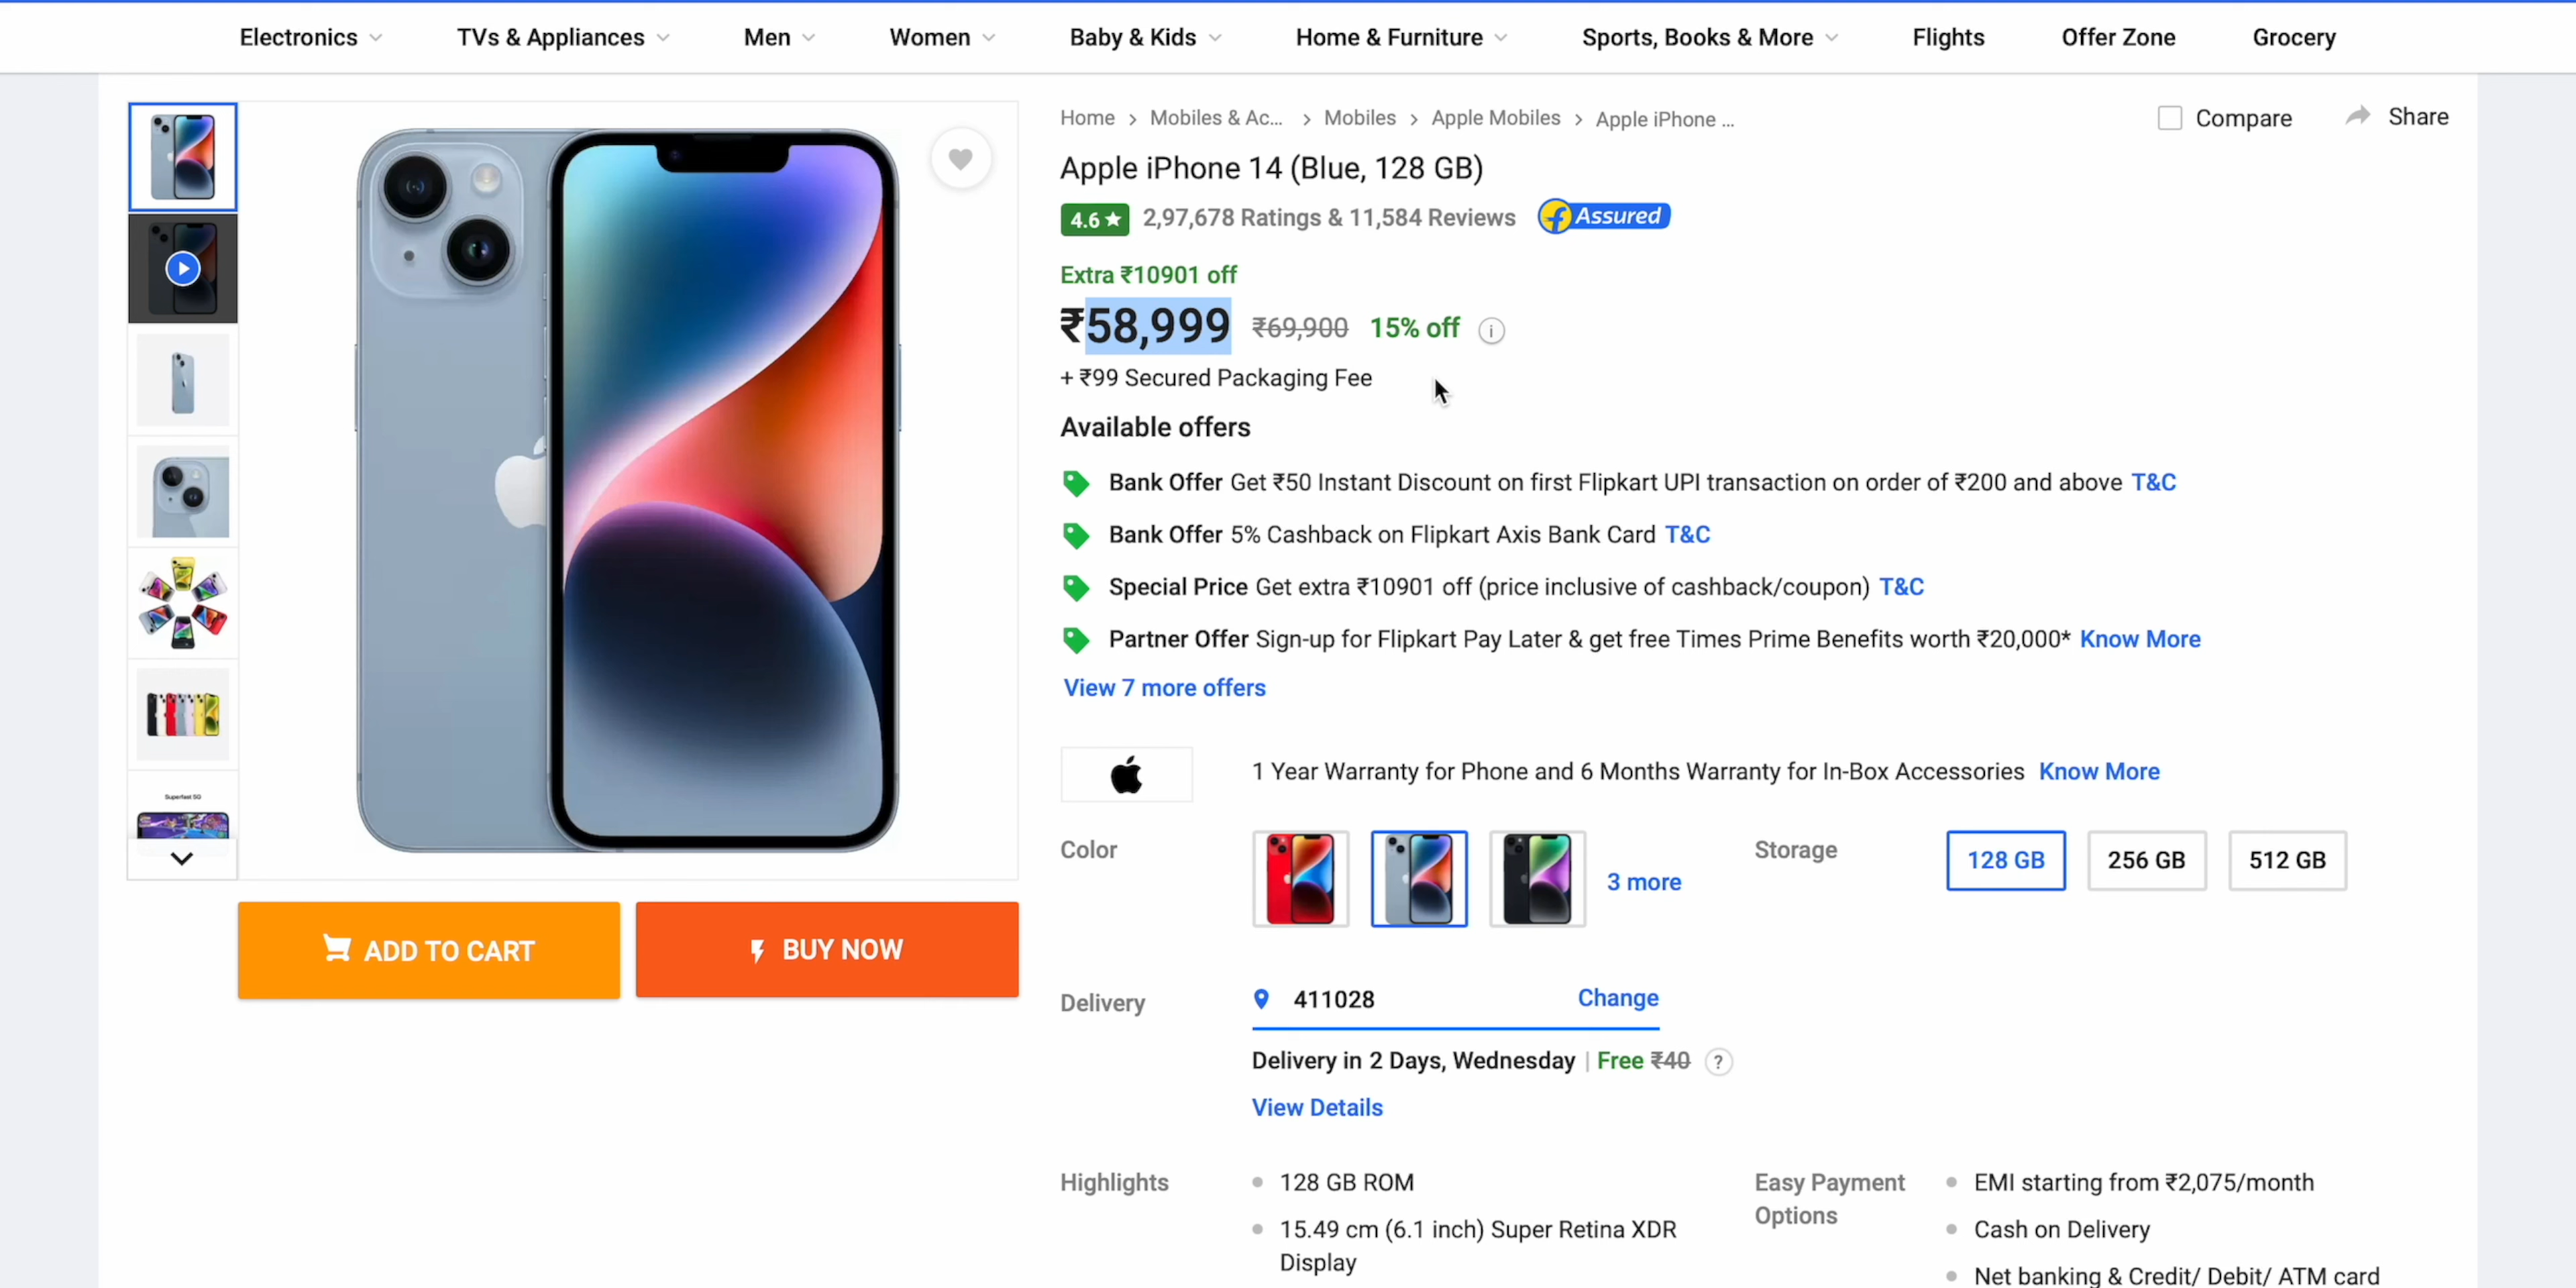 Electronics TVs & Appliances Men Women Baby & Kids Home & Furniture Sports, Books & More Flights Offer Zone Grocery
Home > Mobiles & Ac... > Mobiles > Apple Mobiles > Apple iPhone ...
Compare Share
Apple iPhone 14 (Blue, 128 GB)
4.6★ 2,97,678 Ratings & 11,584 Reviews Assured
Extra ₹10901 off
₹58,999 ₹69,900 15% off i
+ ₹99 Secured Packaging Fee
Available offers
Bank Offer Get ₹50 Instant Discount on first Flipkart UPI transaction on order of ₹200 and above T&C
Bank Offer 5% Cashback on Flipkart Axis Bank Card T&C
Special Price Get extra ₹10901 off (price inclusive of cashback/coupon) T&C
Partner Offer Sign-up for Flipkart Pay Later & get free Times Prime Benefits worth ₹20,000* Know More
View 7 more offers
1 Year Warranty for Phone and 6 Months Warranty for In-Box Accessories Know More
Superfast 5G
Color 3 more Storage 128 GB 256 GB 512 GB
ADD TO CART BUY NOW
Delivery 411028 Change
Delivery in 2 Days, Wednesday | Free ₹40 ?
View Details
Highlights
128 GB ROM
15.49 cm (6.1 inch) Super Retina XDR
Display
Easy Payment
Options
EMI starting from ₹2,075/month
Cash on Delivery
Net banking & Credit/ Debit/ ATM card